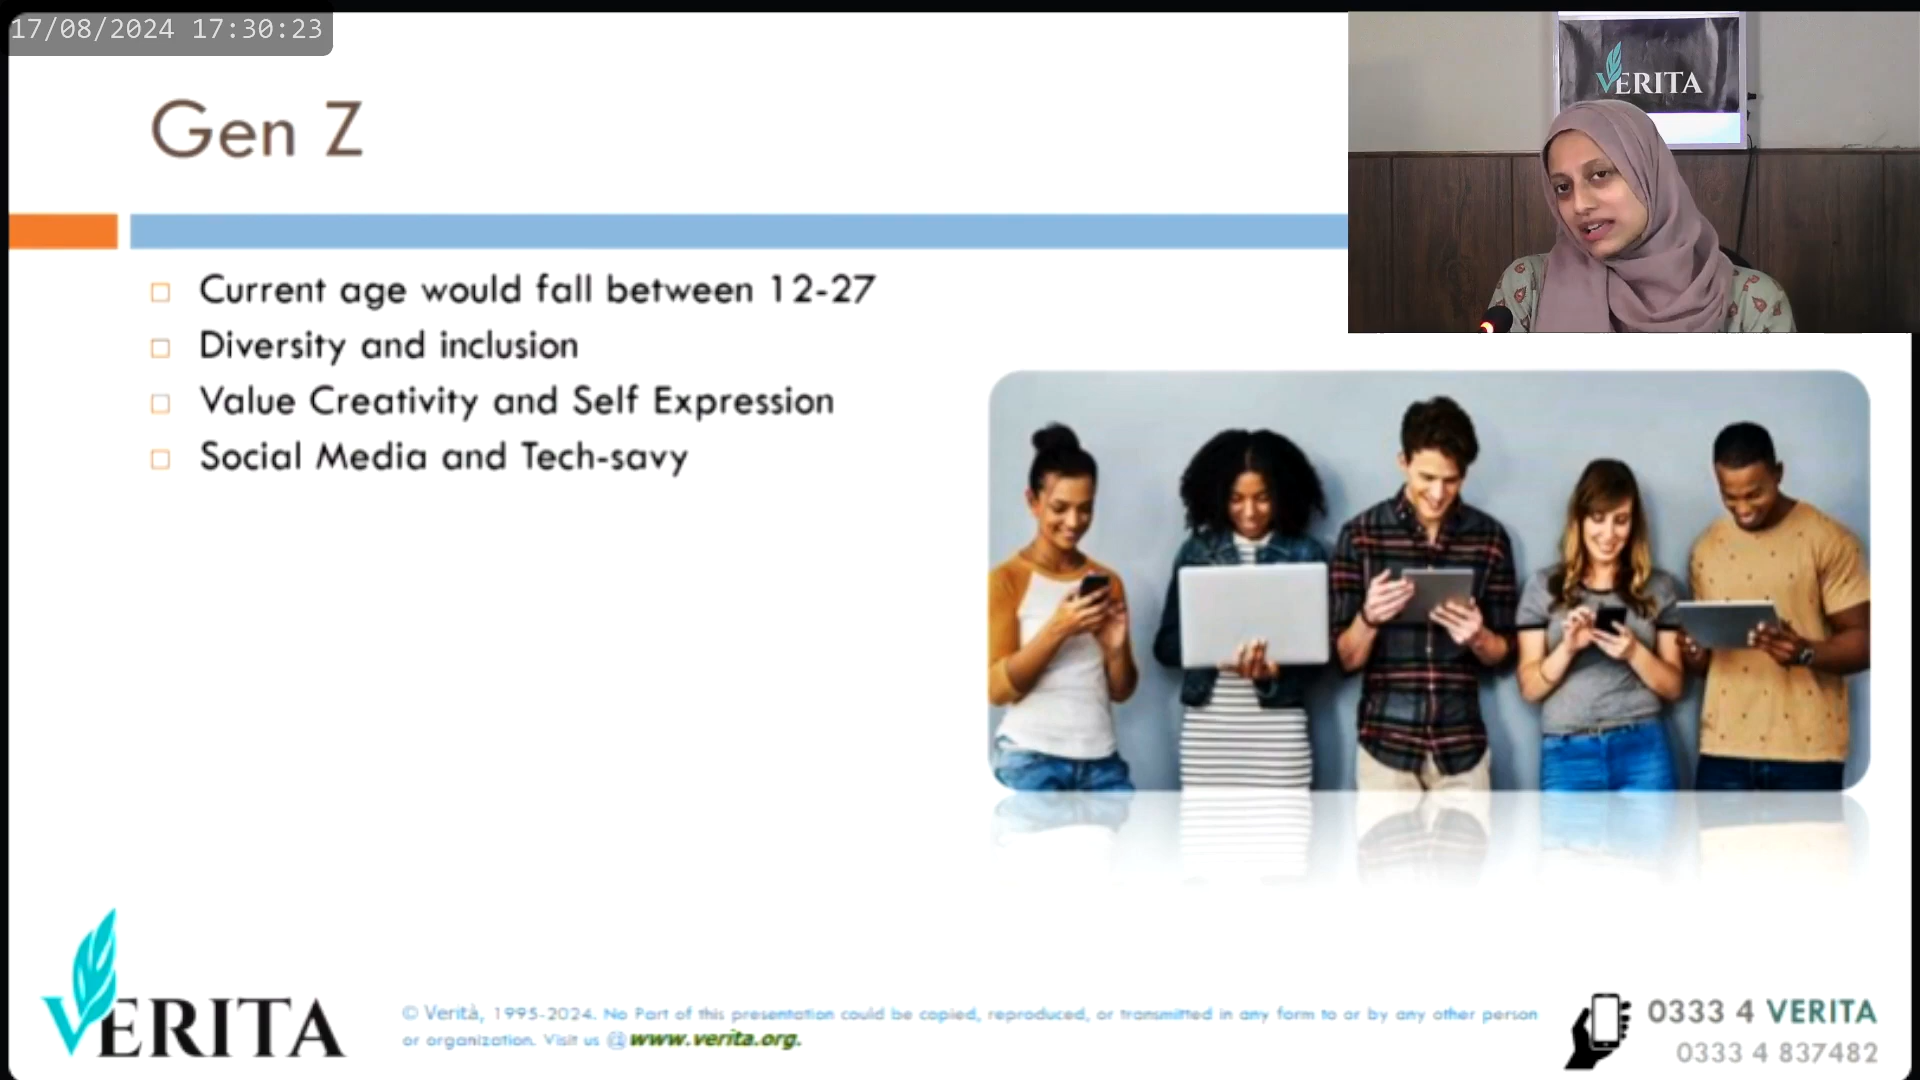 17/08/2024 17:30:23
VERITA
Gen Z
Current age would fall between 12-27
Diversity and inclusion
Value Creativity and Self Expression
Social Media and Tech-savy
VERITA
© Verità, 1995-2024. No Part of this presentation could be copied, reproduced, or transmitted in any form to or by any other person
or organization. Visit us @www.verita.org.
0333 4 VERITA
0333 4 837482